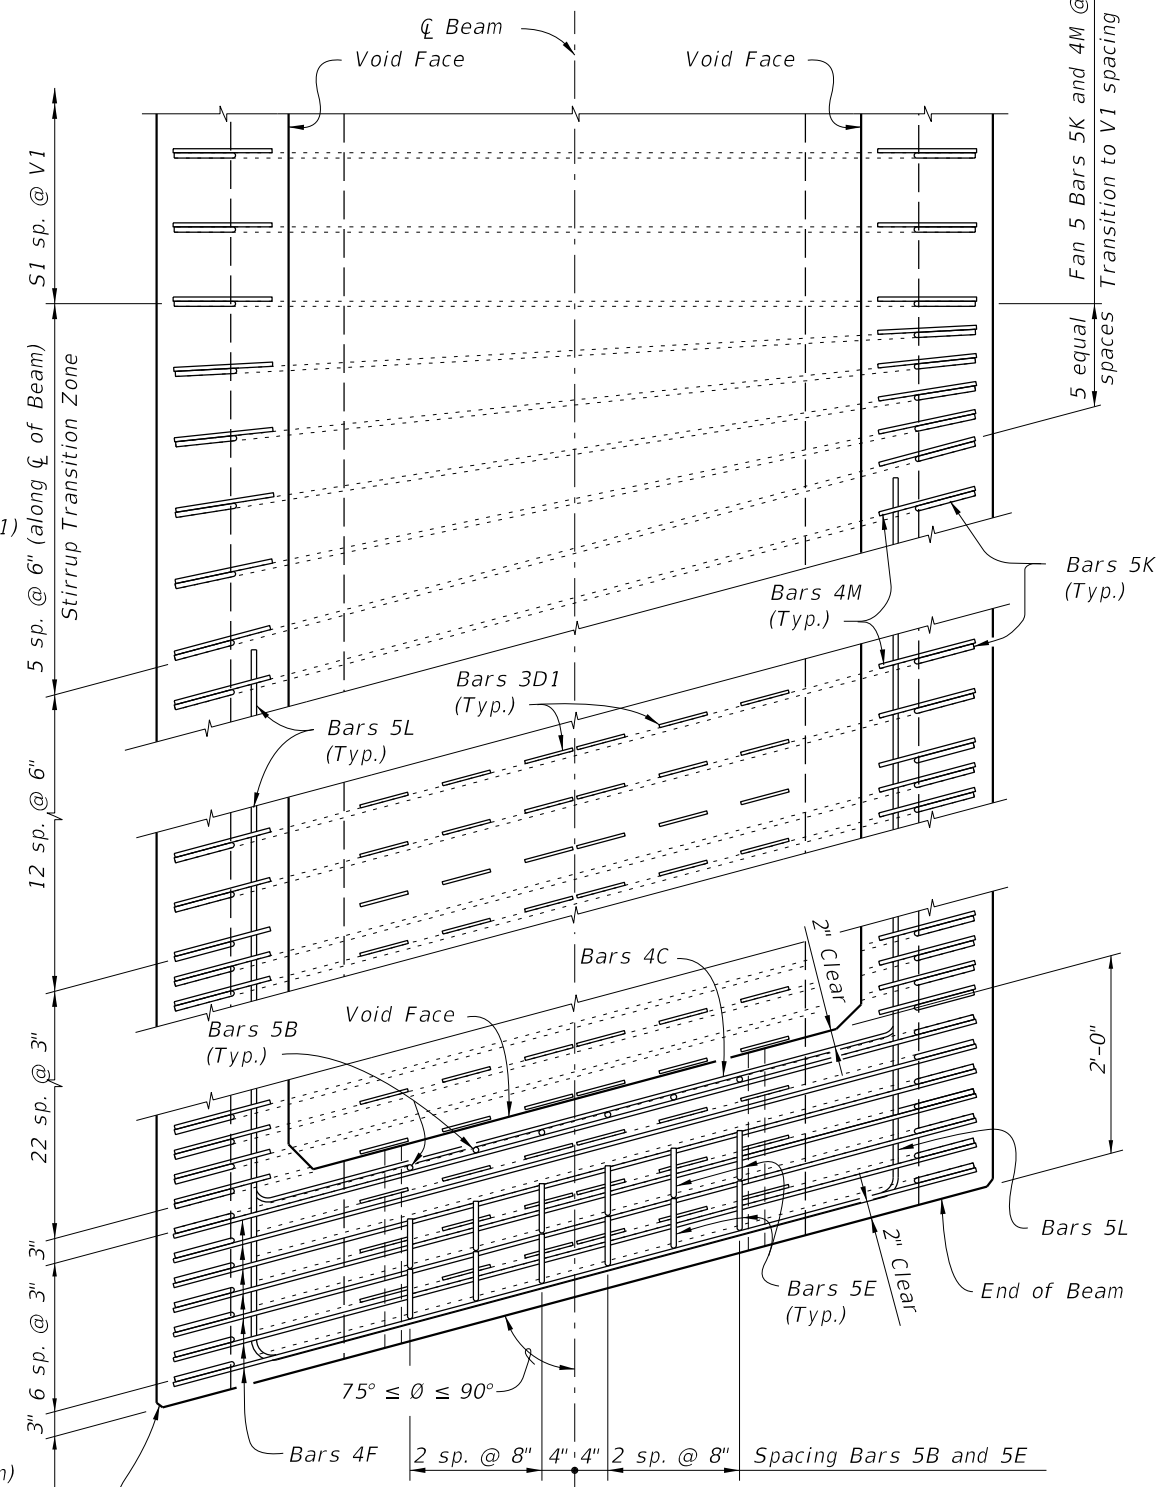 ℄ Beam
Void Face
Void Face
Fan 5 Bars 5K and 4M @
Transition to V1 spacing
S1 sp. @ V1
5 equal
spaces
5 sp. @ 6" (along ℄ of Beam)
Stirrup Transition Zone
1)
Bars 5K
(Typ.)
Bars 4M
(Typ.)
Bars 3D1
(Typ.)
Bars 5L
(Typ.)
12 sp. @ 6"
2" Clear
Bars 4C
Void Face
Bars 5B
(Typ.)
2'-0"
22 sp. @ 3"
3"
6 sp. @ 3"
3"
Bars 5L
2" Clear
Bars 5E
(Typ.)
End of Beam
75° ≤ Ø ≤ 90°
Bars 4F
2 sp. @ 8"
4"
4"
2 sp. @ 8"
Spacing Bars 5B and 5E